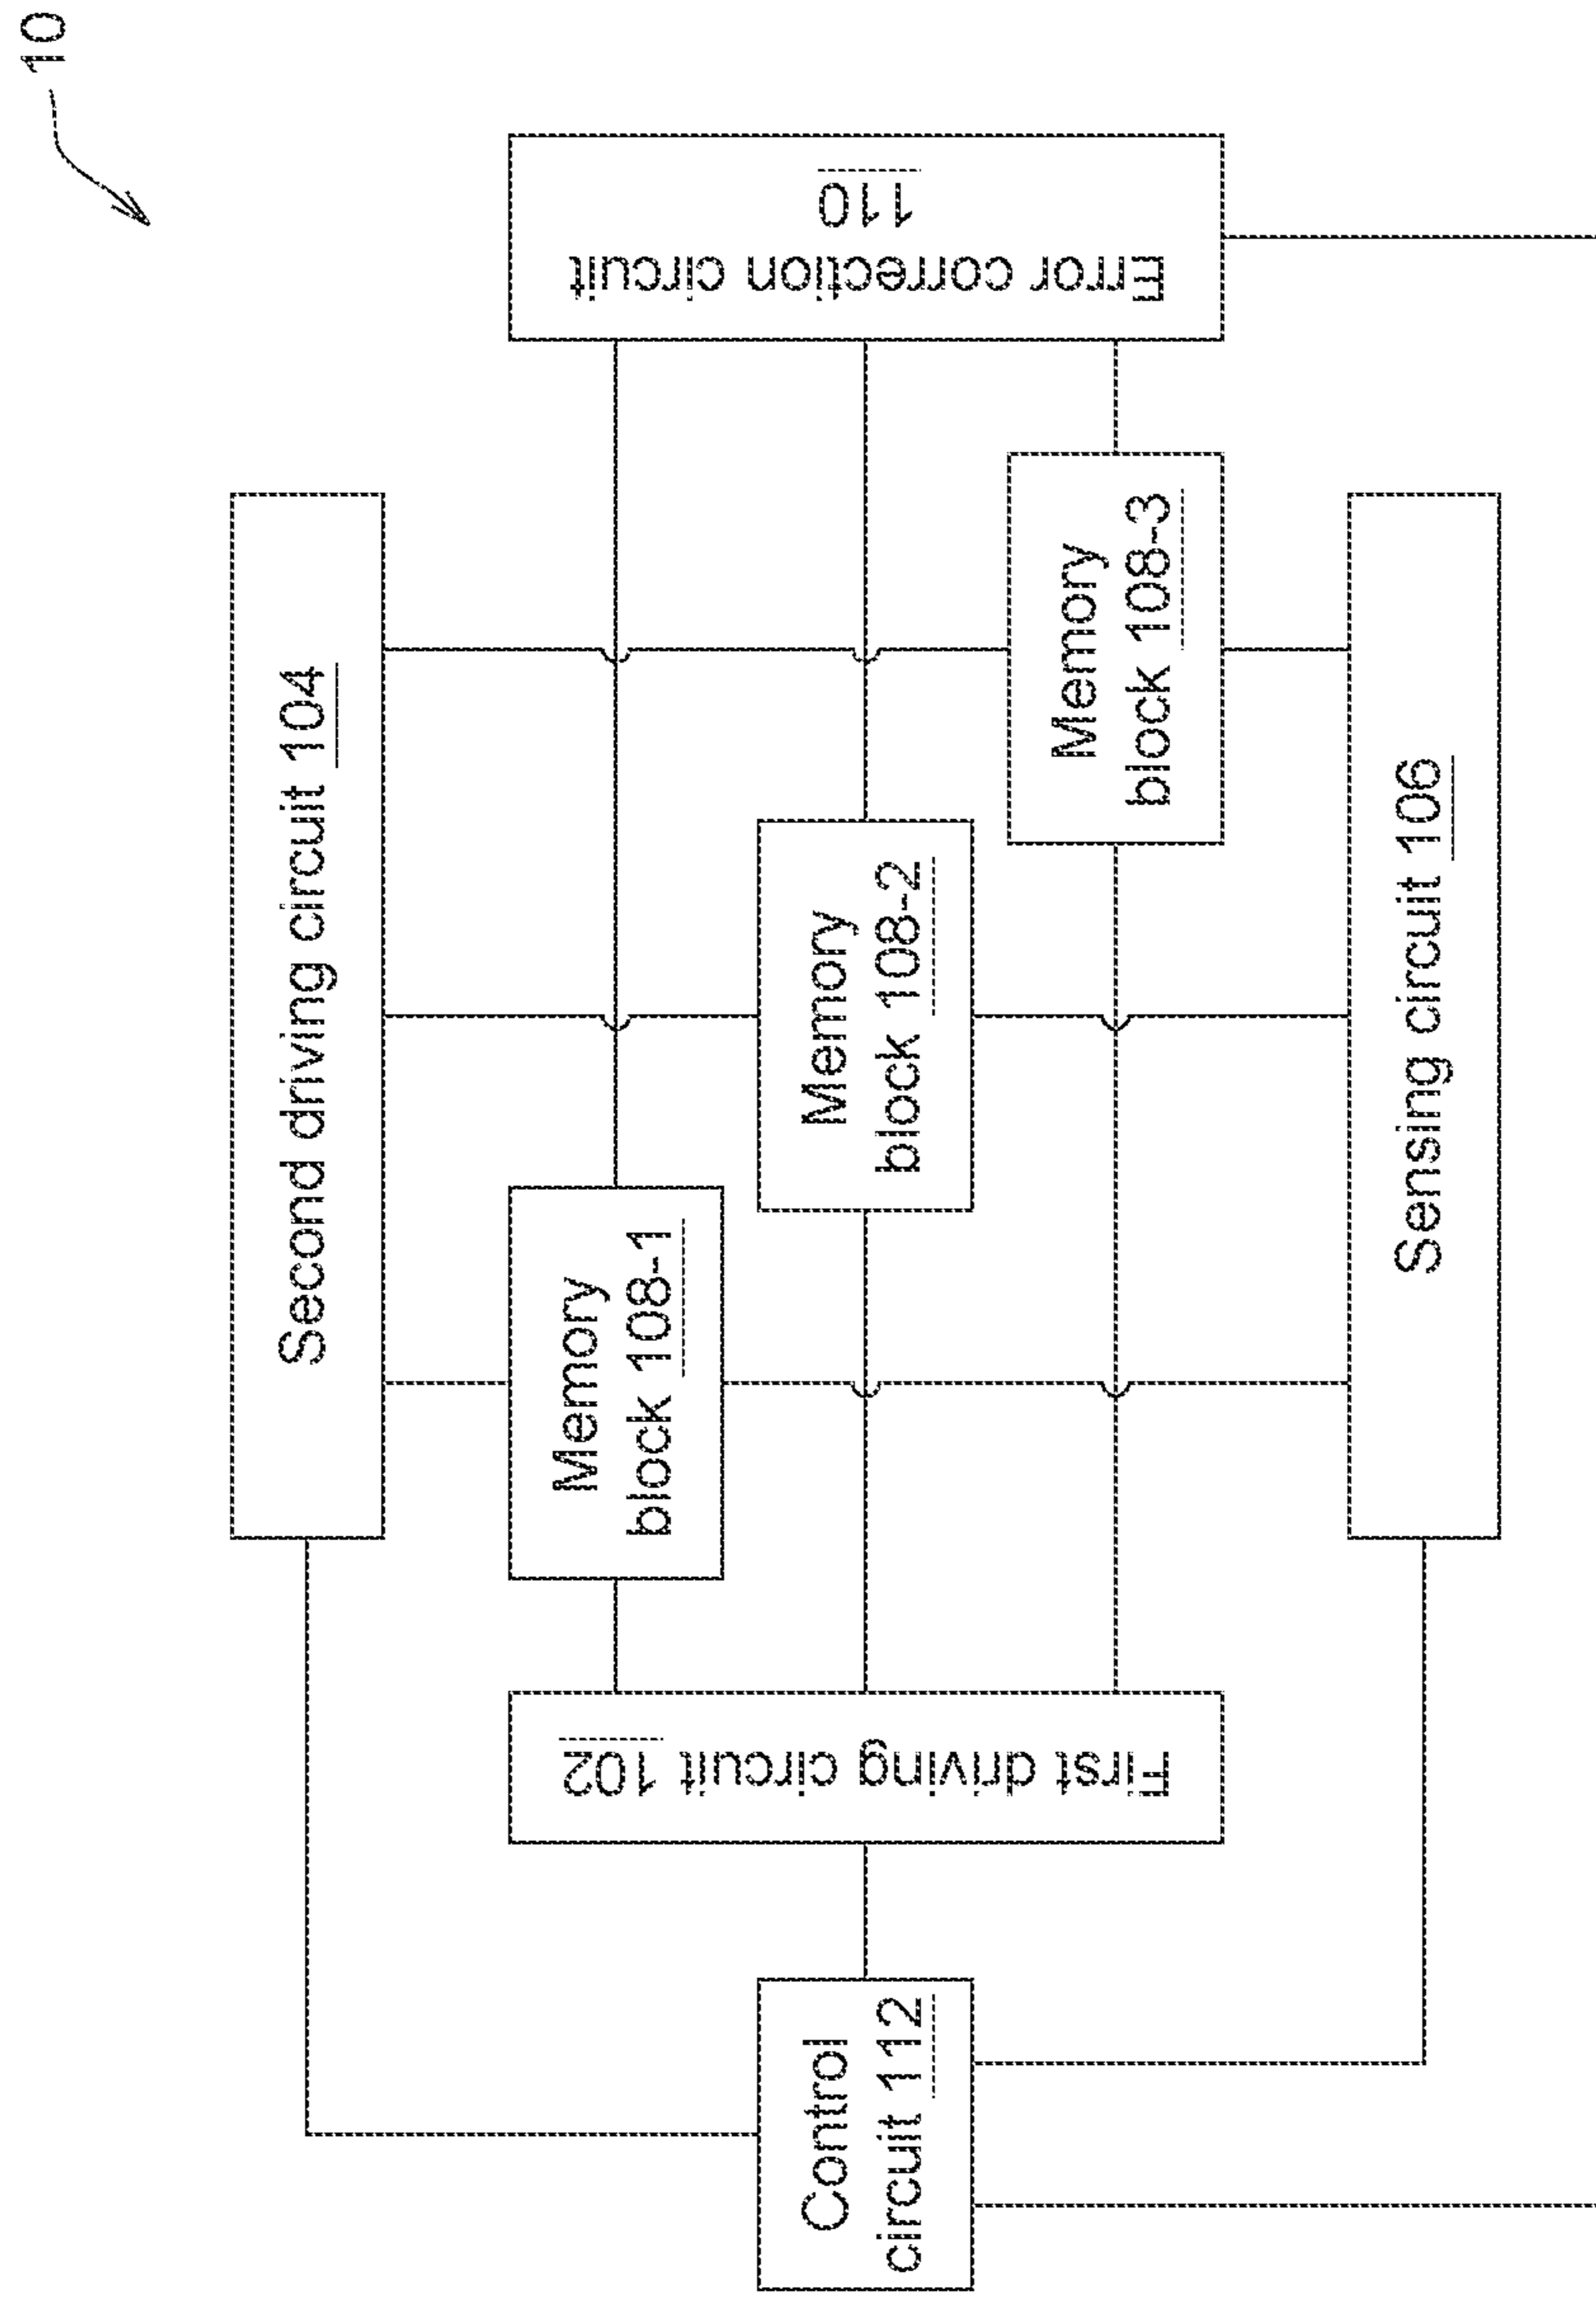 10
Second driving circuit 104
Control
circuit 112
First driving circuit 102
Memory
block 108-1
Memory
block 108-2
Memory
block 108-3
Error correction circuit
110
Sensing circuit 106